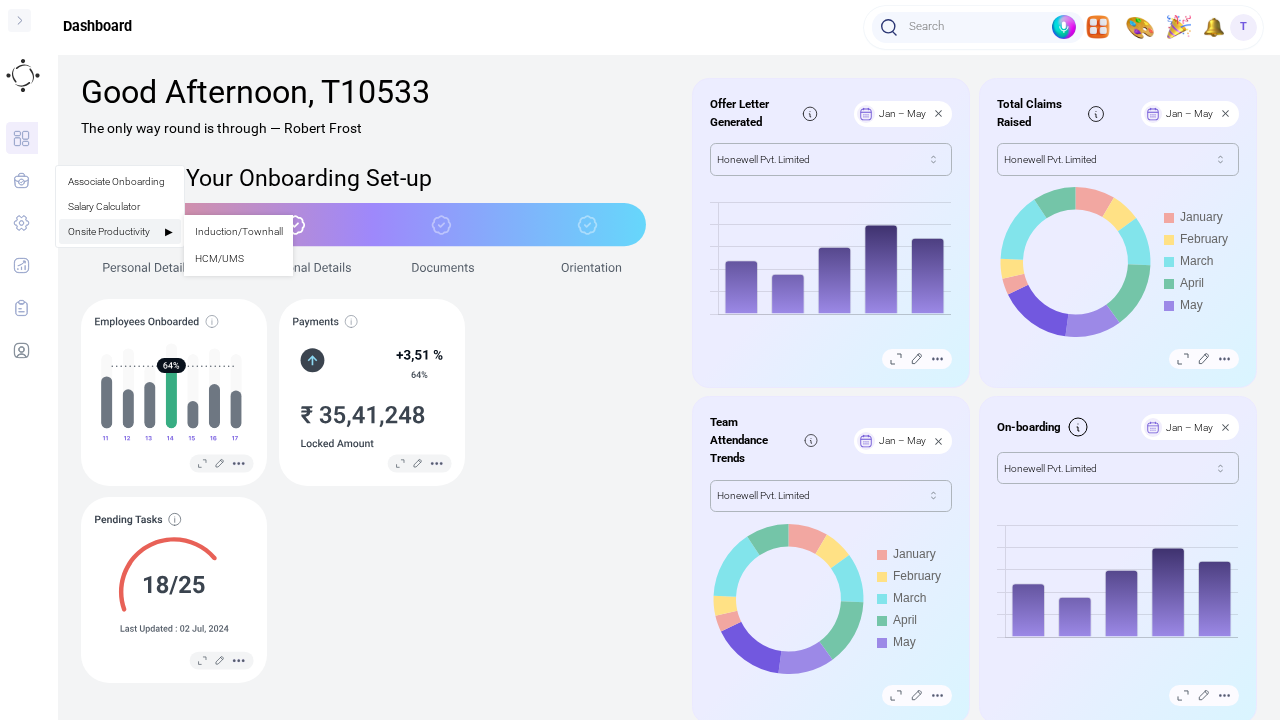 Dashboard
Search
T
Good Afternoon, T10533
The only way round is through — Robert Frost
Your Onboarding Set-up
Associate Onboarding
Salary Calculator
Onsite Productivity
Induction/Townhall
HCM/UMS
Documents
Orientation
Employees Onboarded
64%
11 12 13 14 15 16 17
Payments
+3,51 %
64%
₹ 35,41,248
Locked Amount
Pending Tasks
18/25
Last Updated : 02 Jul, 2024
Offer Letter
Generated
Jan – May
Honewell Pvt. Limited
Total Claims
Raised
Jan – May
Honewell Pvt. Limited
January
February
March
April
May
Team
Attendance
Trends
Jan – May
Honewell Pvt. Limited
January
February
March
April
May
On-boarding
Jan – May
Honewell Pvt. Limited